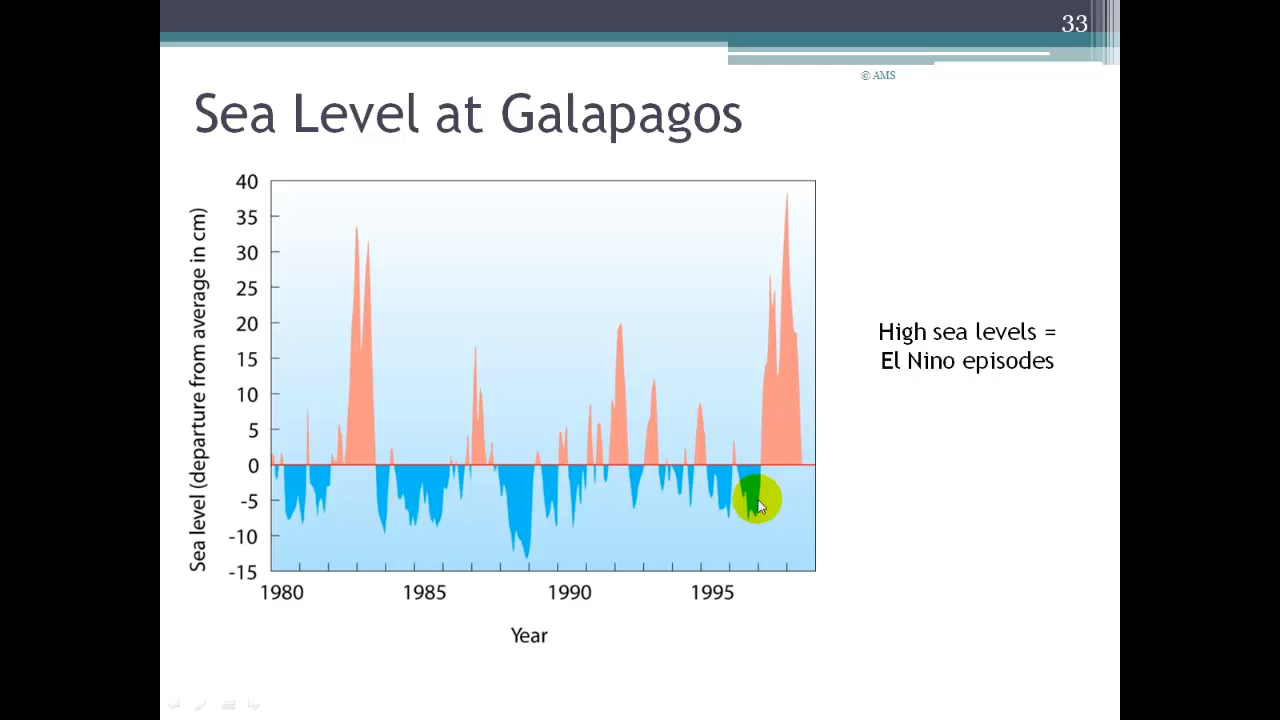 33
© AMS
Sea Level at Galapagos
Sea level (departure from average in cm)
40
35
30
25
20
15
10
5
0
-5
-10
-15
1980 1985 1990 1995
Year
High sea levels =
El Nino episodes